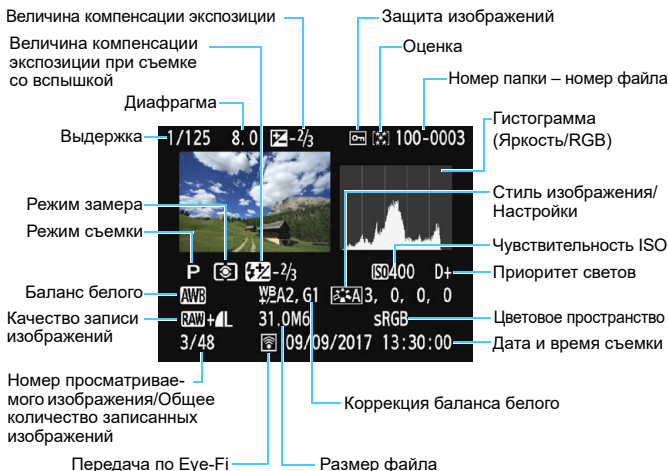 Величина компенсации экспозиции
Защита изображений
Величина компенсации
экспозиции при съемке
со вспышкой
Оценка
Номер папки – номер файла
Диафрагма
Гистограмма
(Яркость/RGB)
Выдержка
1/125 8.0 -2/3 100-0003
Стиль изображения/
Настройки
Режим замера
Режим съемки
Чувствительность ISO
P -2/3 ISO400 D+
Приоритет светов
Баланс белого
AWB WB+/-A2, G1 A3, 0, 0, 0
Качество записи
изображений
RAW+L 31.0MБ sRGB
Цветовое пространство
3/48 09/09/2017 13:30:00
Дата и время съемки
Номер просматривае-
мого изображения/Общее
количество записанных
изображений
Коррекция баланса белого
Передача по Eye-Fi
Размер файла